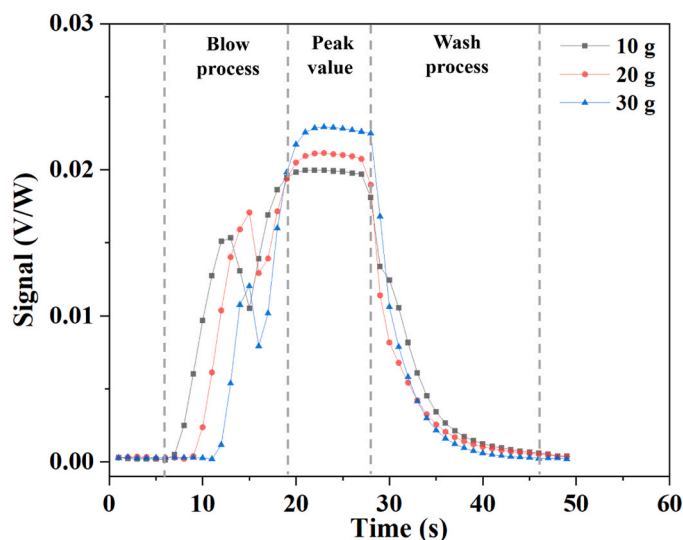 0.03
0.02
0.01
0.00
Signal (V/W)
Blow
process
Peak
value
Wash
process
10 g
20 g
30 g
0
10
20
30
40
50
60
Time (s)